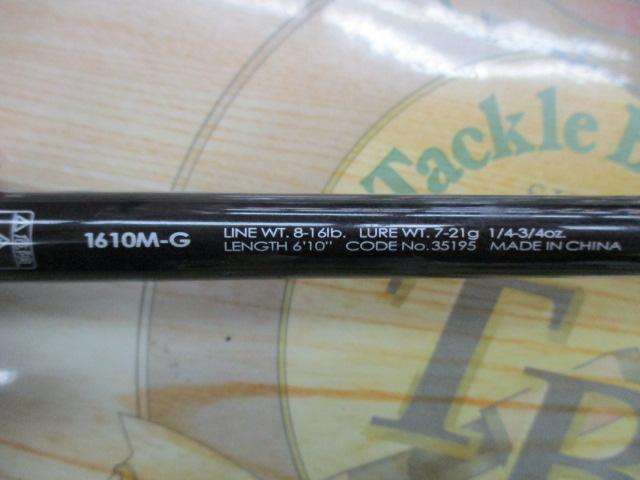 Tackle B
1610M-G
LINE WT. 8-16lb. LURE WT. 7-21g 1/4-3/4oz.
LENGTH 6'10" CODE No.35195 MADE IN CHINA
TB